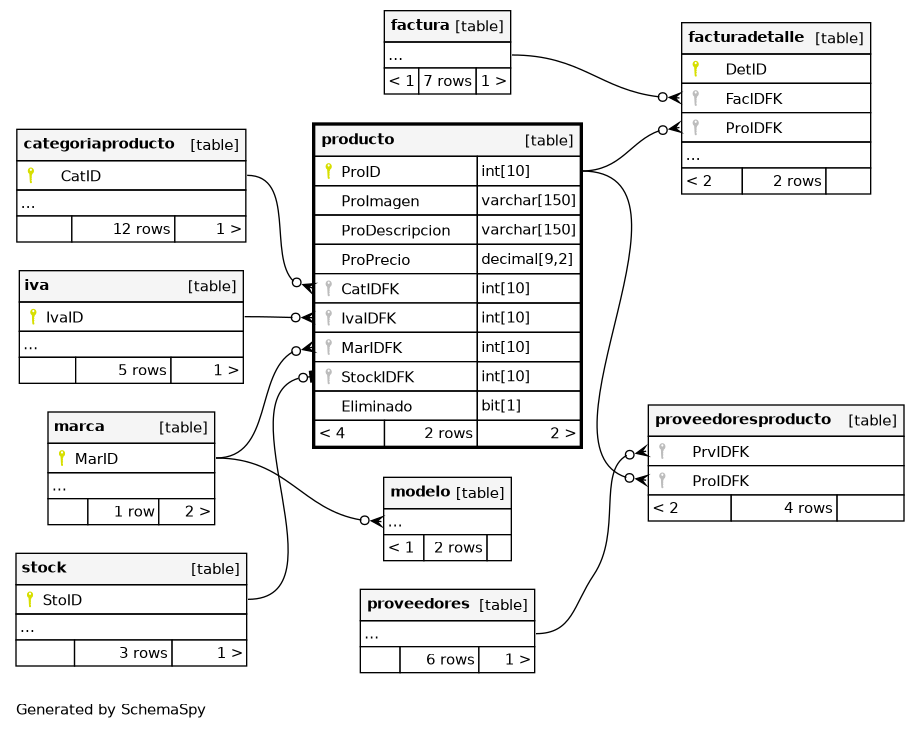 factura [table]
...
< 1 7 rows 1 >
facturadetalle [table]
DetID
FacIDFK
ProIDFK
...
< 2 2 rows
categoriaproducto [table]
CatID
...
12 rows 1 >
producto [table]
ProID int[10]
ProImagen varchar[150]
ProDescripcion varchar[150]
ProPrecio decimal[9,2]
CatIDFK int[10]
IvaIDFK int[10]
MarIDFK int[10]
StockIDFK int[10]
Eliminado bit[1]
< 4 2 rows 2 >
iva [table]
IvaID
...
5 rows 1 >
marca [table]
MarID
...
1 row 2 >
proveedoresproducto [table]
PrvIDFK
ProIDFK
< 2 4 rows
modelo [table]
...
< 1 2 rows
stock [table]
StoID
...
3 rows 1 >
proveedores [table]
...
6 rows 1 >
Generated by SchemaSpy